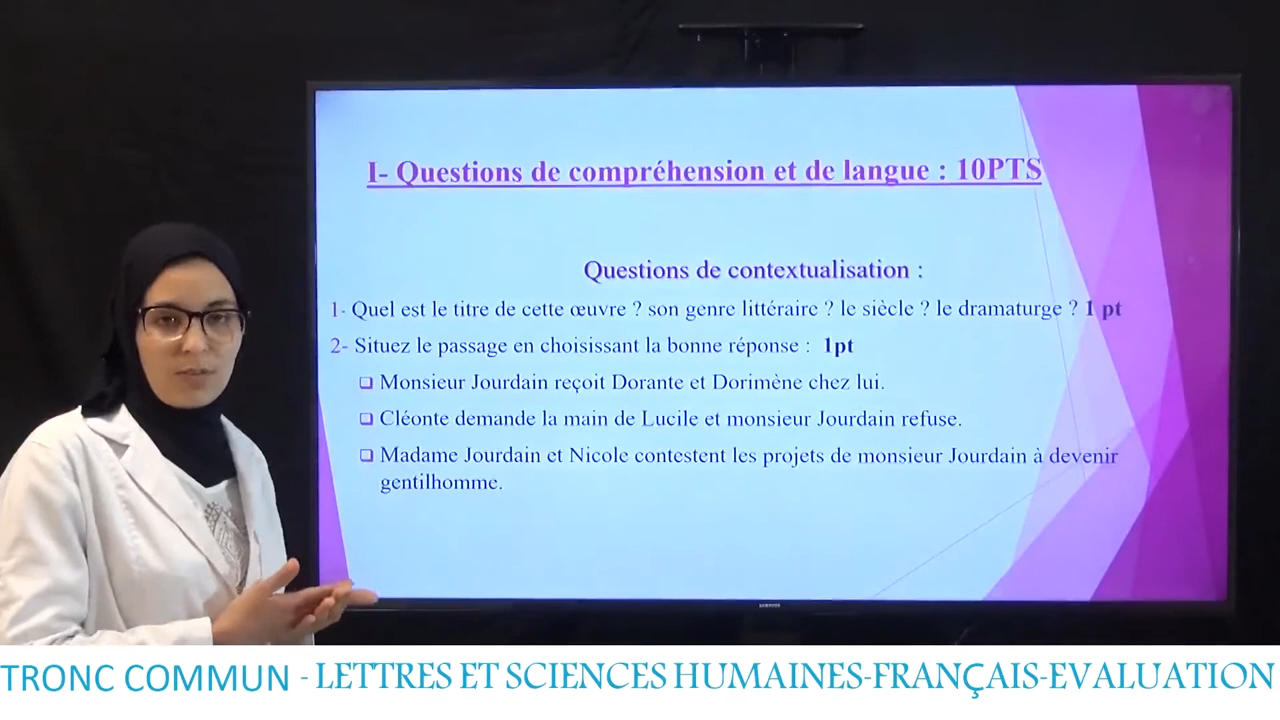 I- Questions de compréhension et de langue : 10PTS
Questions de contextualisation :
1- Quel est le titre de cette œuvre ? son genre littéraire ? le siècle ? le dramaturge ? 1 pt
2- Situez le passage en choisissant la bonne réponse : 1pt
❑ Monsieur Jourdain reçoit Dorante et Dorimène chez lui.
❑ Cléonte demande la main de Lucile et monsieur Jourdain refuse.
❑ Madame Jourdain et Nicole contestent les projets de monsieur Jourdain à devenir
gentilhomme.
SAMSUNG
TRONC COMMUN - LETTRES ET SCIENCES HUMAINES-FRANÇAIS-EVALUATION